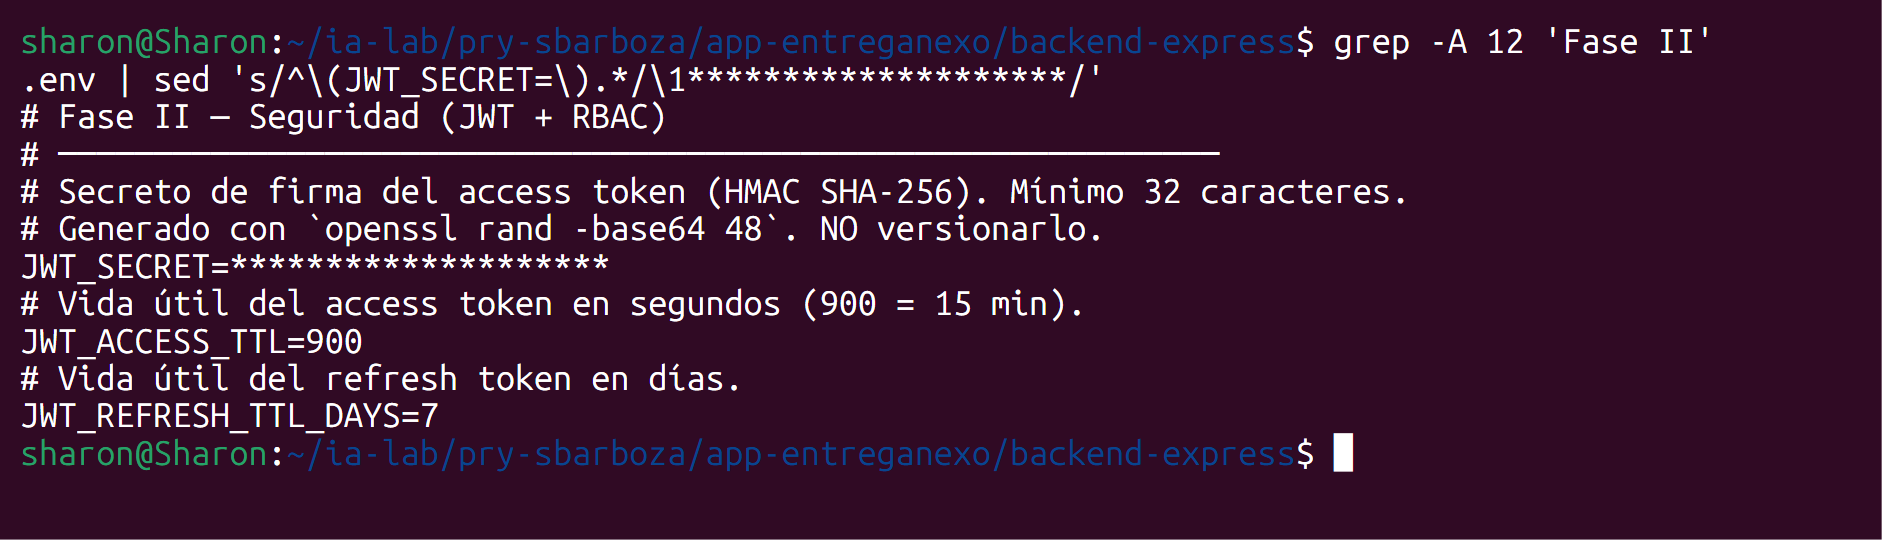 sharon@Sharon:~/ia-lab/pry-sbarboza/app-entreganexo/backend-express$ grep -A 12 'Fase II'
.env | sed 's/^\(JWT_SECRET=\).*/\1********************/'
# Fase II — Seguridad (JWT + RBAC)
# ─────────────────────────────────────────────────────────────
# Secreto de firma del access token (HMAC SHA-256). Mínimo 32 caracteres.
# Generado con `openssl rand -base64 48`. NO versionarlo.
JWT_SECRET=********************
# Vida útil del access token en segundos (900 = 15 min).
JWT_ACCESS_TTL=900
# Vida útil del refresh token en días.
JWT_REFRESH_TTL_DAYS=7
sharon@Sharon:~/ia-lab/pry-sbarboza/app-entreganexo/backend-express$